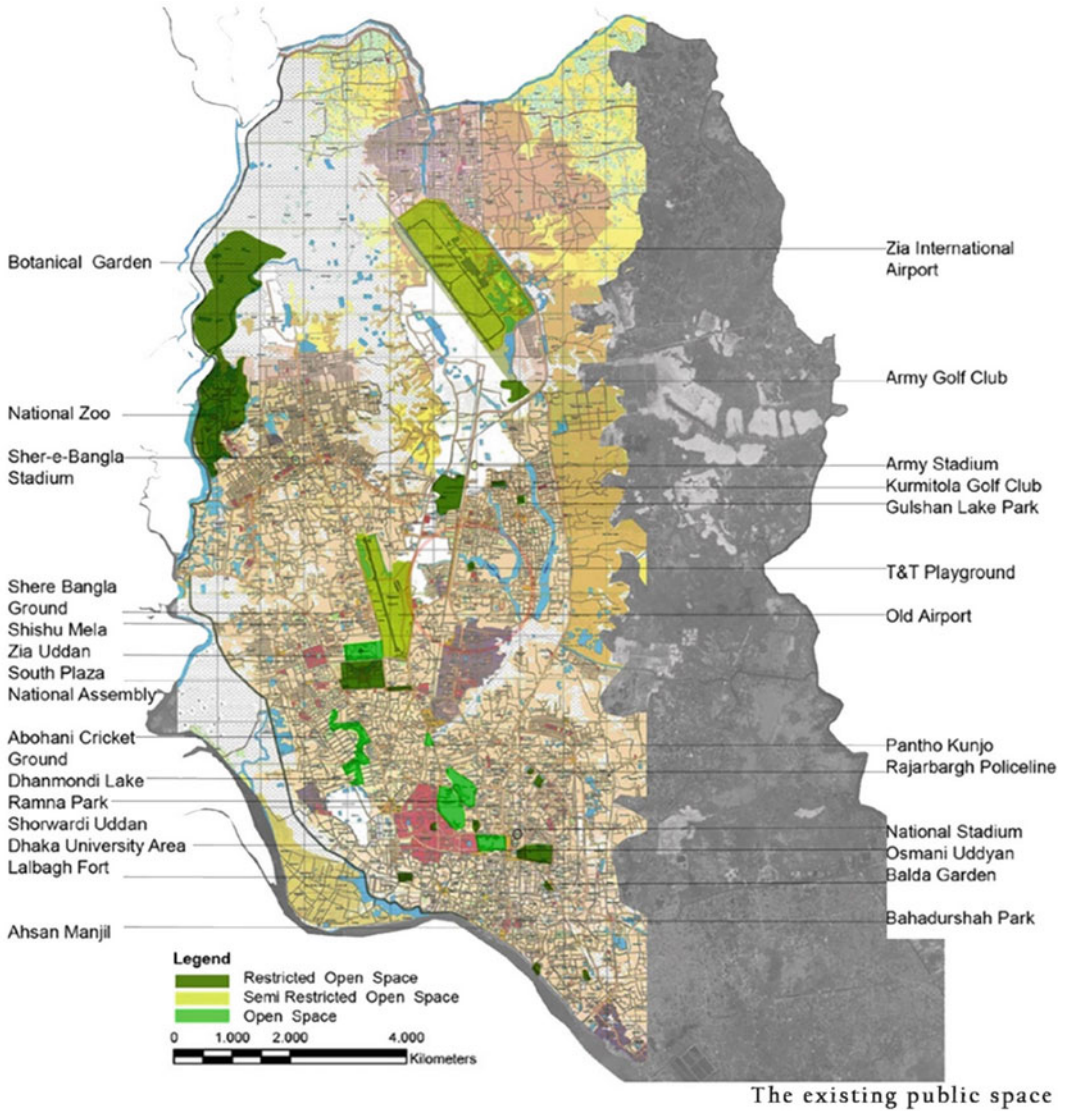 Botanical Garden
National Zoo
Sher-e-Bangla
Stadium
Shere Bangla
Ground
Shishu Mela
Zia Uddan
South Plaza
National Assembly
Abohani Cricket
Ground
Dhanmondi Lake
Ramna Park
Shorwardi Uddan
Dhaka University Area
Lalbagh Fort
Ahsan Manjil
Zia International
Airport
Army Golf Club
Army Stadium
Kurmitola Golf Club
Gulshan Lake Park
T&T Playground
Old Airport
Pantho Kunjo
Rajarbargh Policeline
National Stadium
Osmani Uddyan
Balda Garden
Bahadurshah Park
Legend
Restricted Open Space
Semi Restricted Open Space
Open Space
0 1.000 2.000 4.000
Kilometers
The existing public space